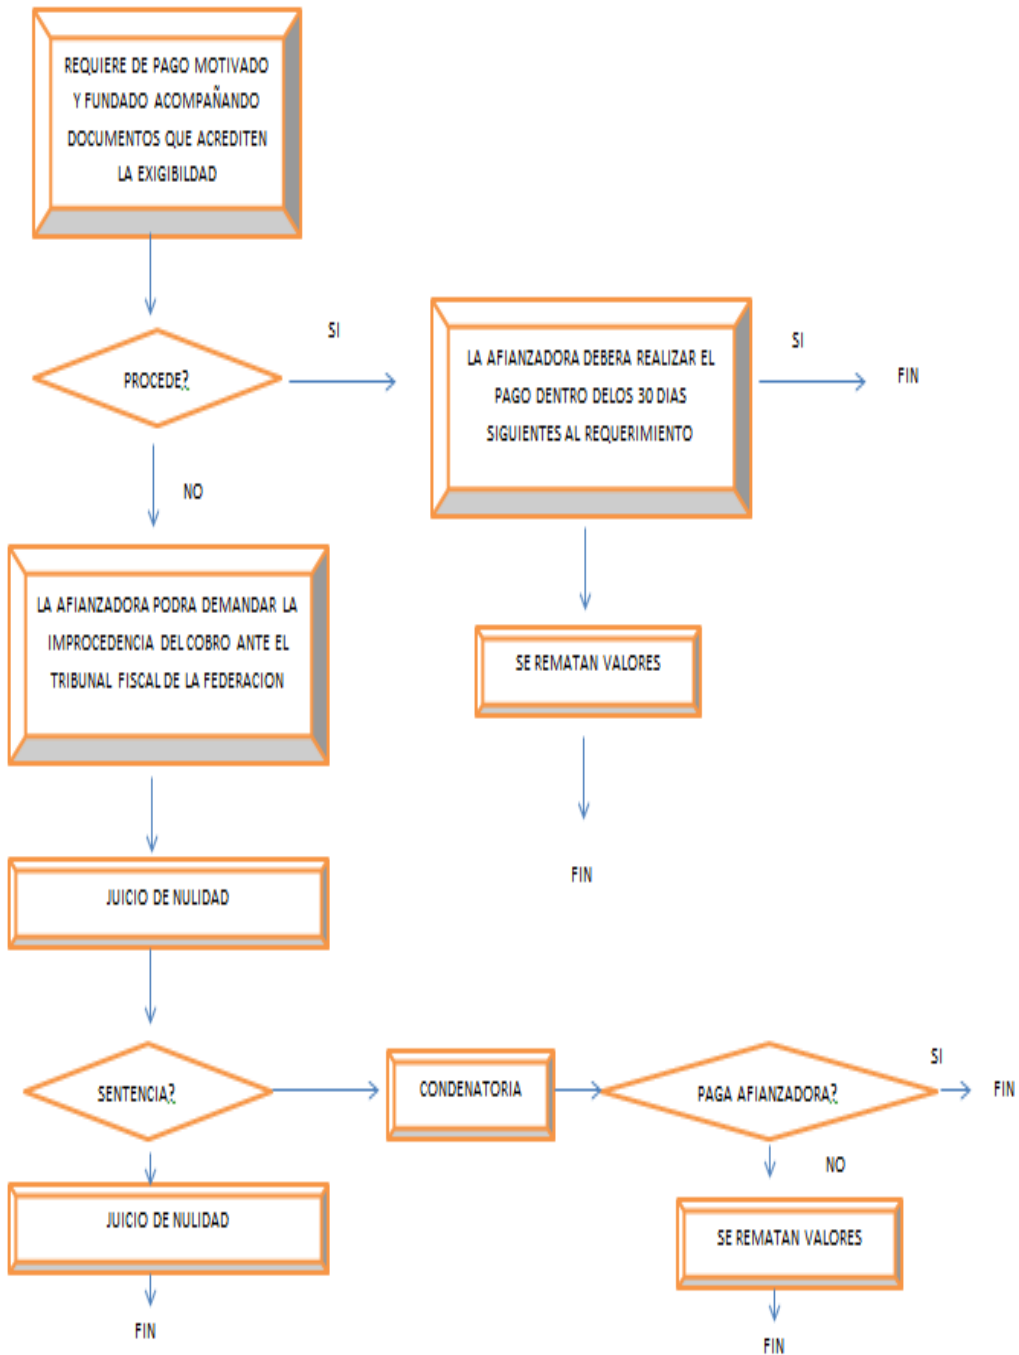 REQUIERE DE PAGO MOTIVADO
Y FUNDADO ACOMPAÑANDO
DOCUMENTOS QUE ACREDITEN
LA EXIGIBILDAD
PROCEDE?
SI
LA AFIANZADORA DEBERA REALIZAR EL
PAGO DENTRO DELOS 30 DIAS
SIGUIENTES AL REQUERIMIENTO
SI
FIN
NO
LA AFIANZADORA PODRA DEMANDAR LA
IMPROCEDENCIA DEL COBRO ANTE EL
TRIBUNAL FISCAL DE LA FEDERACION
SE REMATAN VALORES
FIN
JUICIO DE NULIDAD
SENTENCIA?
CONDENATORIA
PAGA AFIANZADORA?
SI
FIN
NO
JUICIO DE NULIDAD
SE REMATAN VALORES
FIN
FIN